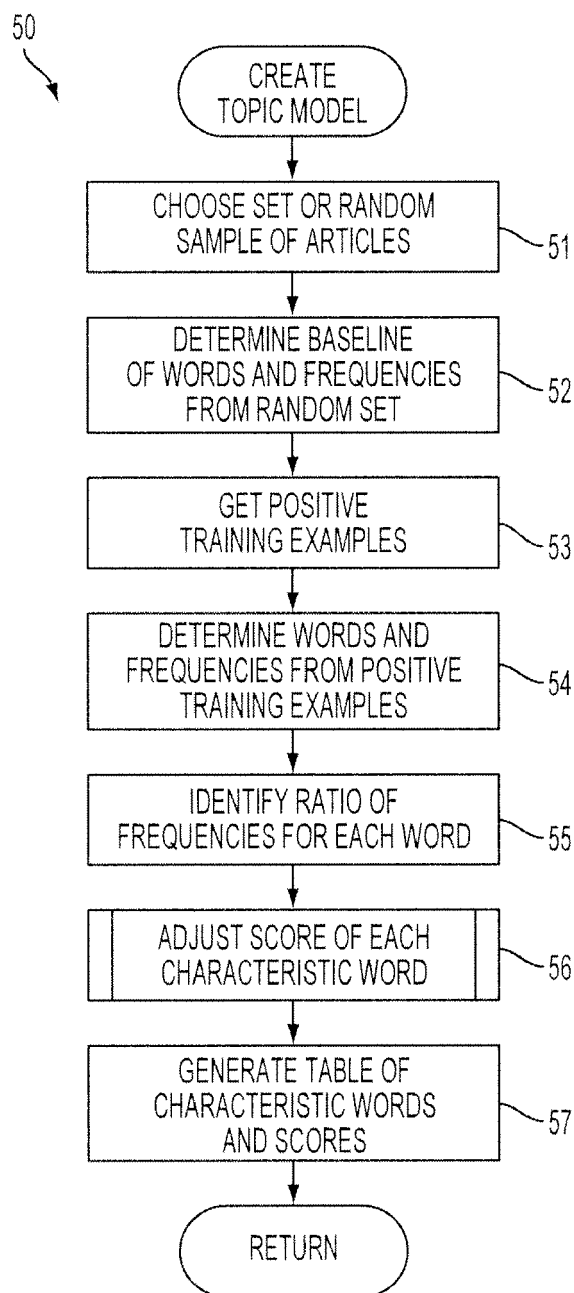 50
CREATE
TOPIC MODEL
CHOOSE SET OR RANDOM
SAMPLE OF ARTICLES
51
DETERMINE BASELINE
OF WORDS AND FREQUENCIES
FROM RANDOM SET
52
GET POSITIVE
TRAINING EXAMPLES
53
DETERMINE WORDS AND
FREQUENCIES FROM POSITIVE
TRAINING EXAMPLES
54
IDENTIFY RATIO OF
FREQUENCIES FOR EACH WORD
55
ADJUST SCORE OF EACH
CHARACTERISTIC WORD
56
GENERATE TABLE OF
CHARACTERISTIC WORDS
AND SCORES
57
RETURN